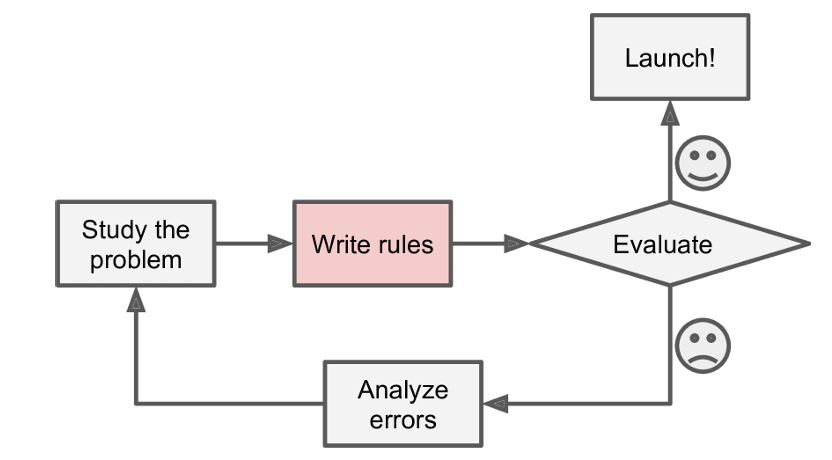 Launch!
Study the
problem
Write rules
Evaluate
Analyze
errors